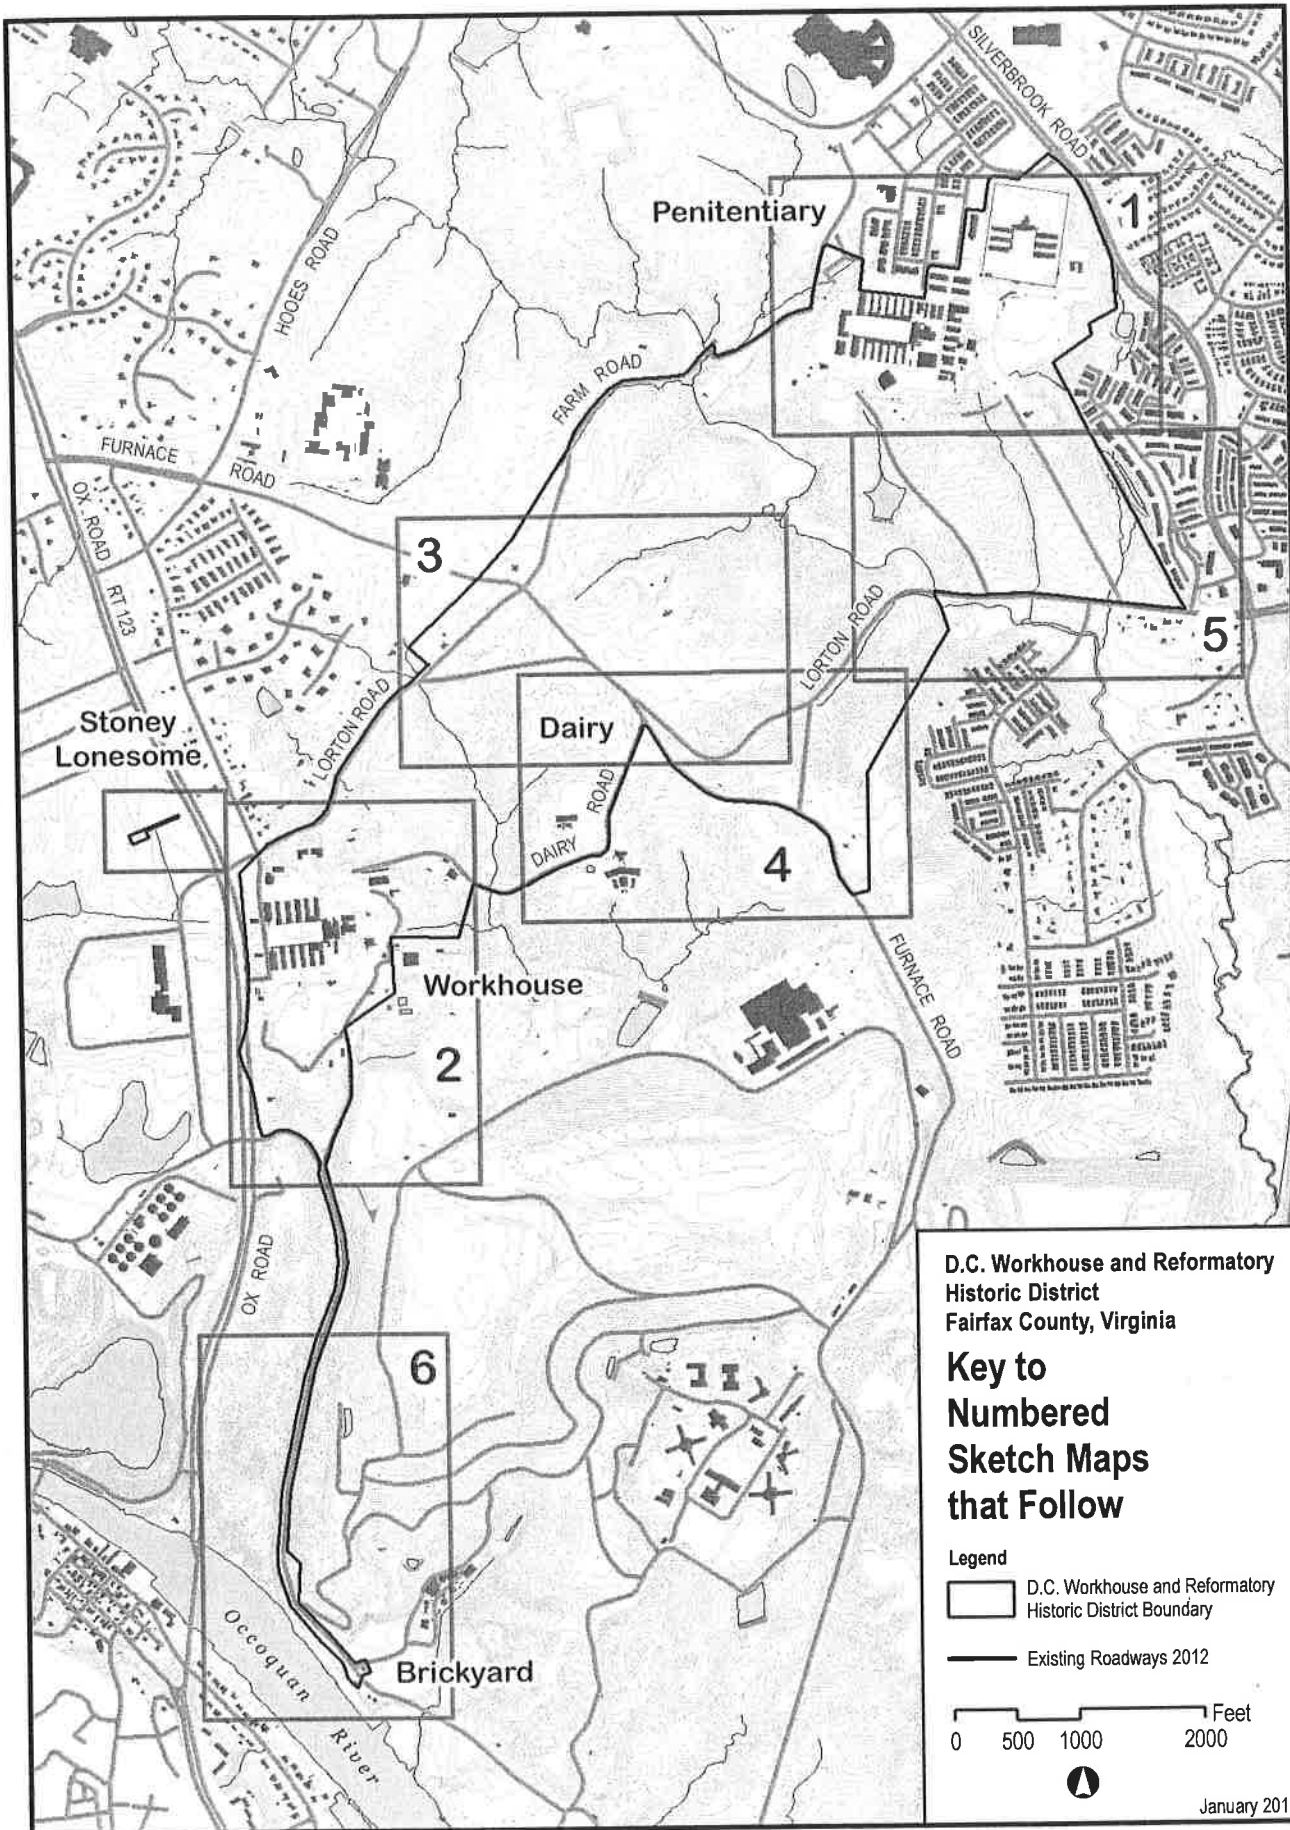 SILVERBROOK ROAD
Penitentiary
1
HOOES ROAD
FARM ROAD
FURNACE
ROAD
OX ROAD
RT 123
3
LORTON ROAD
5
Stoney
Lonesome
LORTON ROAD
Dairy
DAIRY
ROAD
4
Workhouse
FURNACE ROAD
2
OX ROAD
6
Occoquan
River
Brickyard
D.C. Workhouse and Reformatory
Historic District
Fairfax County, Virginia
Key to
Numbered
Sketch Maps
that Follow
Legend
D.C. Workhouse and Reformatory
Historic District Boundary
Existing Roadways 2012
Feet
0 500 1000 2000
January 201